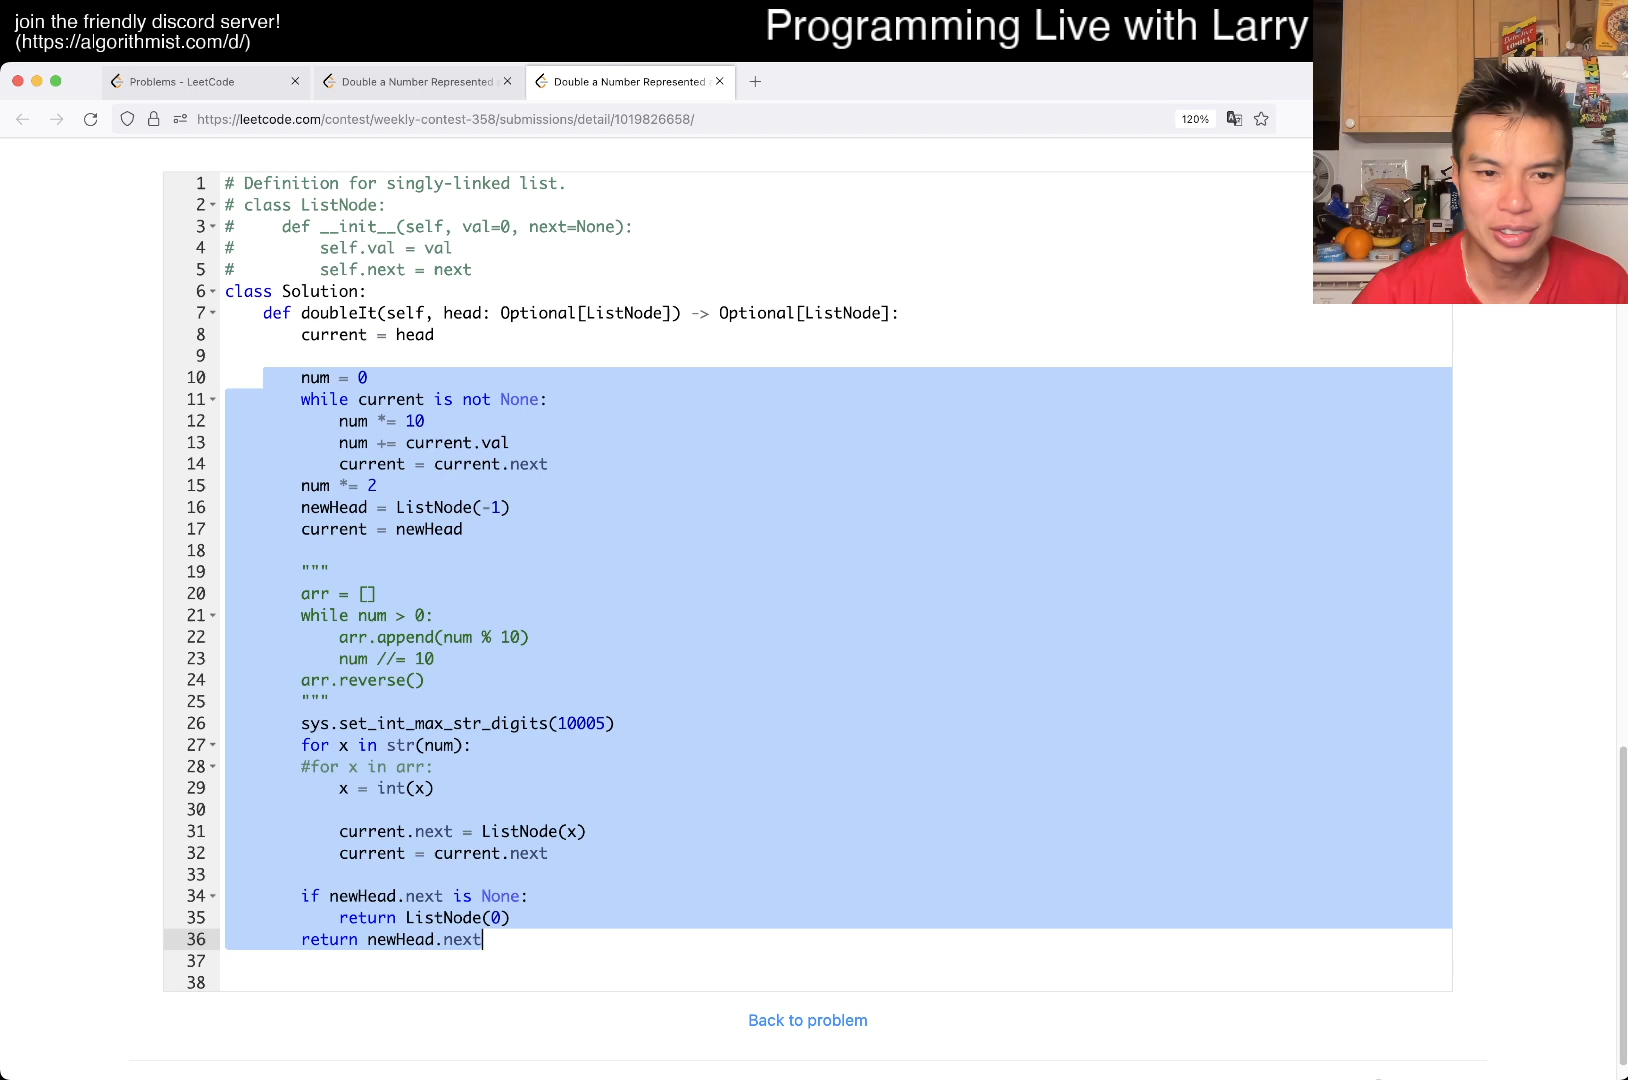 join the friendly discord server!
(https://algorithmist.com/d/)
Programming Live with Larry
Problems - LeetCode
Double a Number Represented
Double a Number Represented
https://leetcode.com/contest/weekly-contest-358/submissions/detail/1019826658/
120%
1 # Definition for singly-linked list.
2 # class ListNode:
3 #     def __init__(self, val=0, next=None):
4 #         self.val = val
5 #         self.next = next
6 class Solution:
7     def doubleIt(self, head: Optional[ListNode]) -> Optional[ListNode]:
8         current = head
9
10         num = 0
11         while current is not None:
12             num *= 10
13             num += current.val
14             current = current.next
15         num *= 2
16         newHead = ListNode(-1)
17         current = newHead
18
19         """
20         arr = []
21         while num > 0:
22             arr.append(num % 10)
23             num //= 10
24         arr.reverse()
25         """
26         sys.set_int_max_str_digits(10005)
27         for x in str(num):
28         #for x in arr:
29             x = int(x)
30
31             current.next = ListNode(x)
32             current = current.next
33
34         if newHead.next is None:
35             return ListNode(0)
36         return newHead.next
37
38
Back to problem